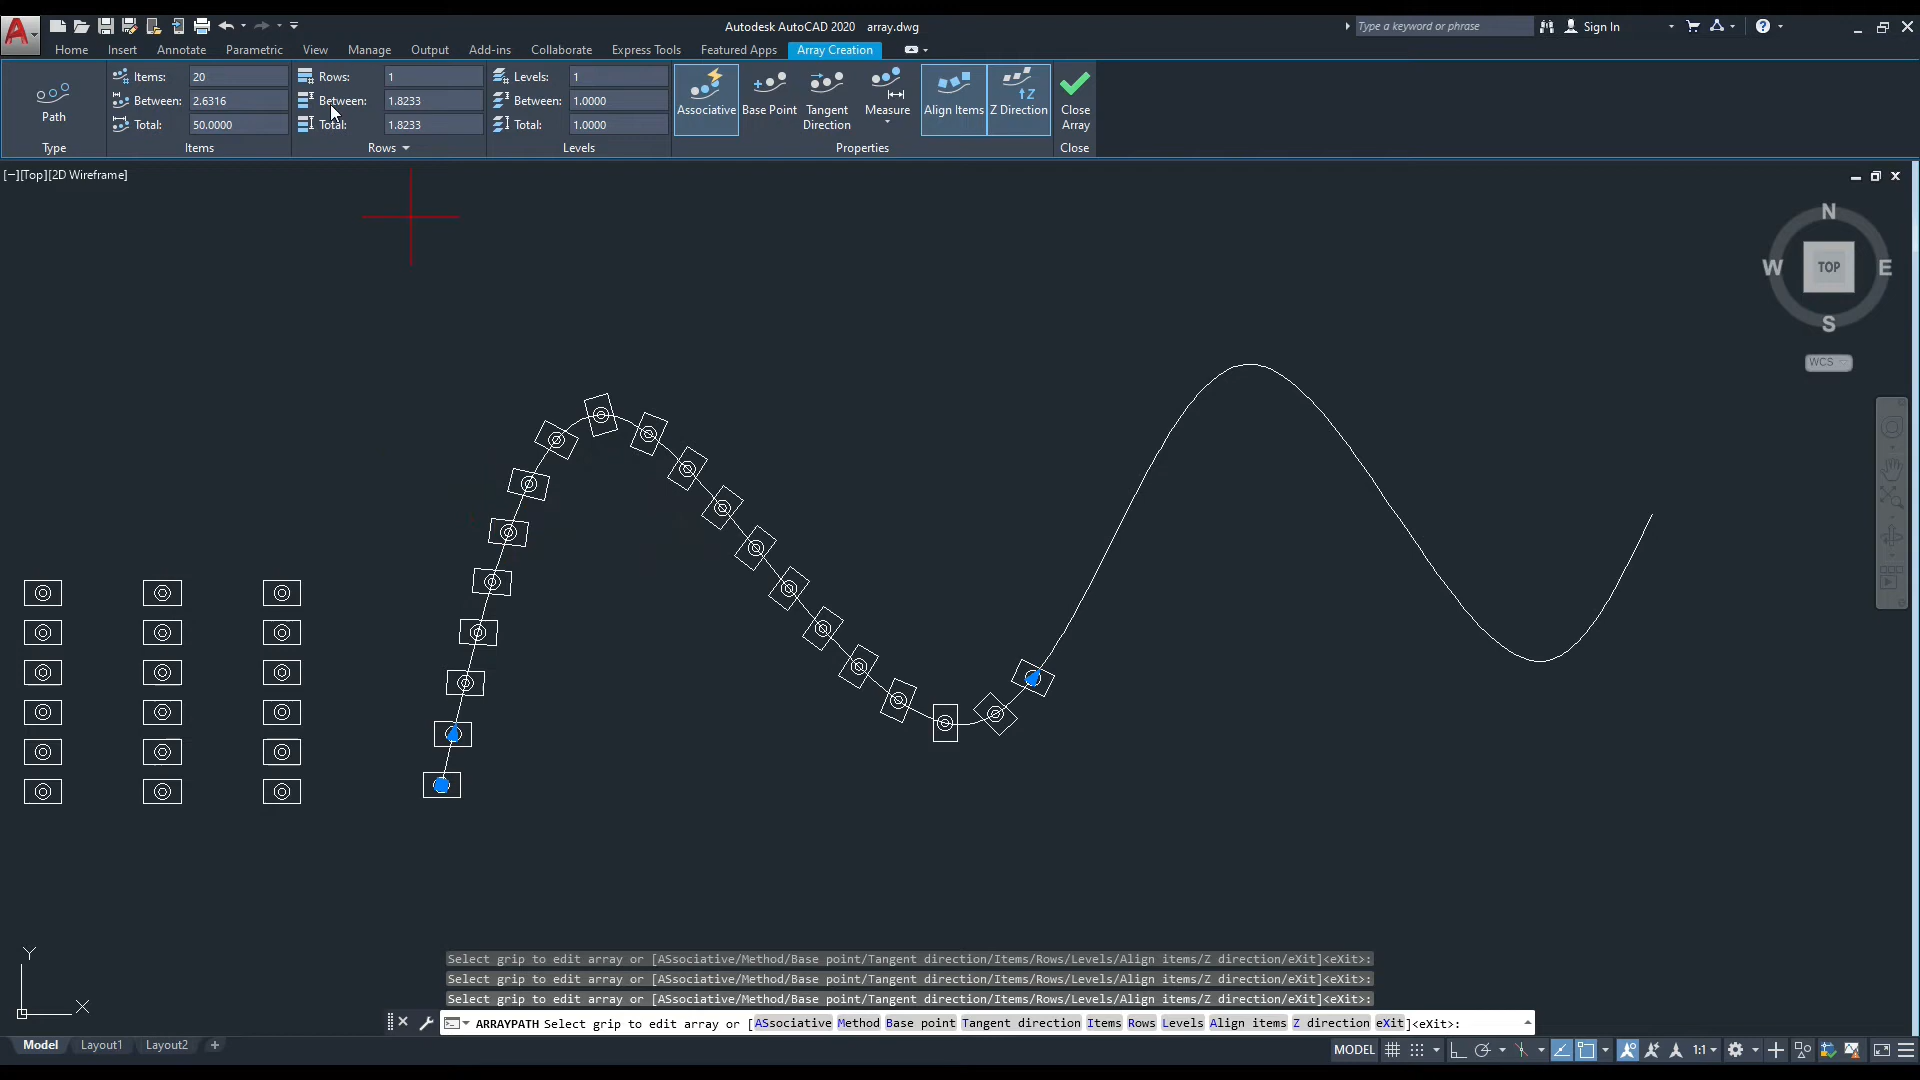 Autodesk AutoCAD 2020 array.dwg
Type a keyword or phrase
Sign In
Home Insert Annotate Parametric View Manage Output Add-ins Collaborate Express Tools Featured Apps Array Creation
Path
Type
Items: 20
Between: 2.6316
Total: 50.0000
Items
Rows: 1
Between: 1.8233
Total: 1.8233
Rows
Levels: 1
Between: 1.0000
Total: 1.0000
Levels
Associative
Base Point
Tangent
Direction
Measure
Align Items
Z Direction
Properties
Close
Array
Close
[−][Top][2D Wireframe]
N
W TOP E
S
WCS
Y
X
Select grip to edit array or [ASsociative/Method/Base point/Tangent direction/Items/Rows/Levels/Align items/Z direction/eXit]<eXit>:
Select grip to edit array or [ASsociative/Method/Base point/Tangent direction/Items/Rows/Levels/Align items/Z direction/eXit]<eXit>:
Select grip to edit array or [ASsociative/Method/Base point/Tangent direction/Items/Rows/Levels/Align items/Z direction/eXit]<eXit>:
ARRAYPATH Select grip to edit array or [ASsociative Method Base point Tangent direction Items Rows Levels Align items Z direction eXit]<eXit>:
Model Layout1 Layout2 +
MODEL 1:1